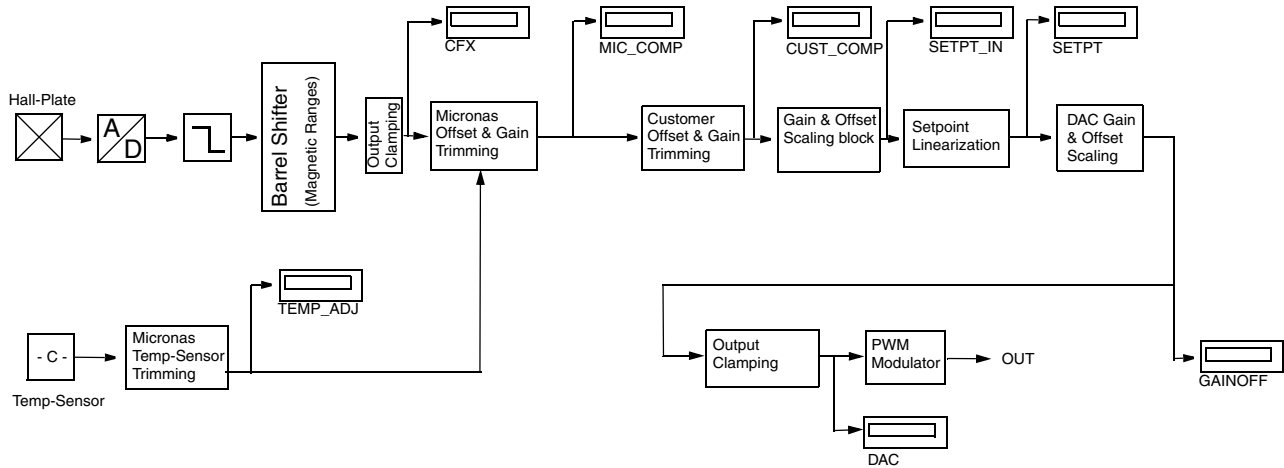 CFX
MIC_COMP
CUST_COMP
SETPT_IN
SETPT
Hall-Plate
A
D
Barrel Shifter
(Magnetic Ranges)
Output
Clamping
Micronas
Offset & Gain
Trimming
Customer
Offset & Gain
Trimming
Gain & Offset
Scaling block
Setpoint
Linearization
DAC Gain
& Offset
Scaling
TEMP_ADJ
- C -
Temp-Sensor
Micronas
Temp-Sensor
Trimming
Output
Clamping
PWM
Modulator
OUT
GAINOFF
DAC